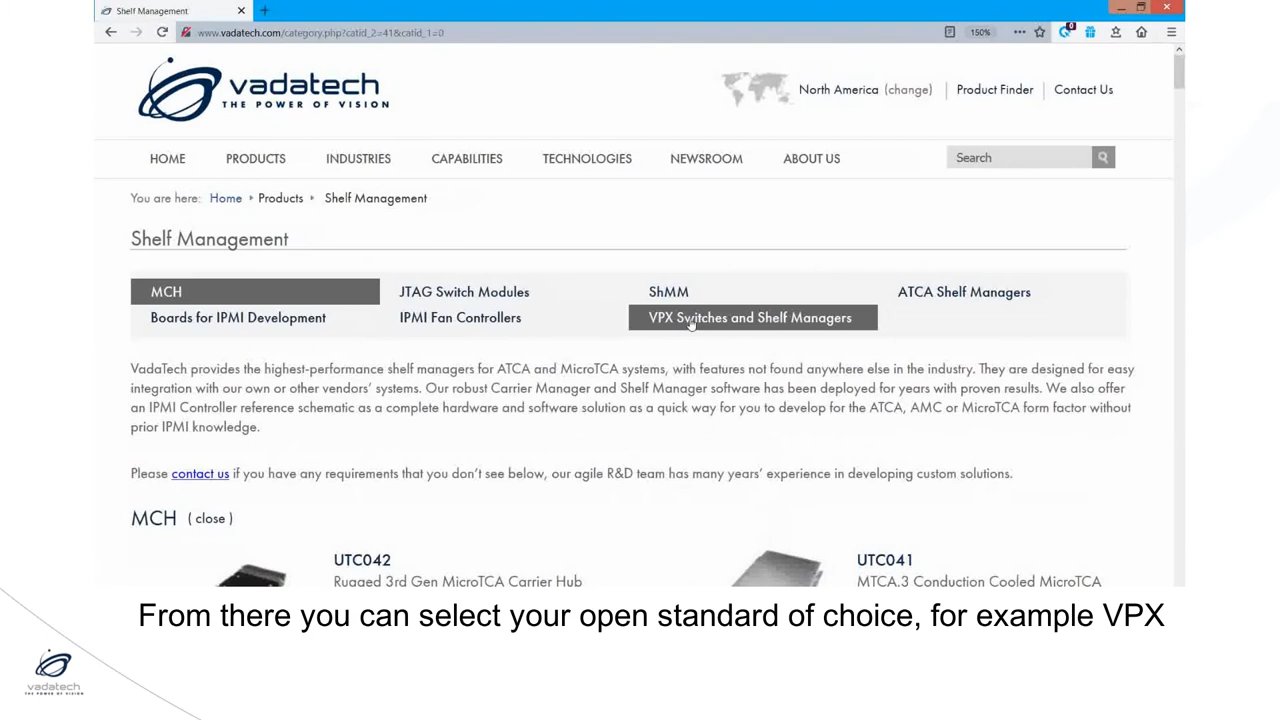 Shelf Management
www.vadatech.com/category.php?catid_2=41&catid_1=0
150%
0
vadatech
THE POWER OF VISION
North America (change)
Product Finder
Contact Us
HOME
PRODUCTS
INDUSTRIES
CAPABILITIES
TECHNOLOGIES
NEWSROOM
ABOUT US
Search
You are here: Home Products Shelf Management
Shelf Management
MCH
JTAG Switch Modules
ShMM
ATCA Shelf Managers
Boards for IPMI Development
IPMI Fan Controllers
VPX Switches and Shelf Managers
VadaTech provides the highest-performance shelf managers for ATCA and MicroTCA systems, with features not found anywhere else in the industry. They are designed for easy
integration with our own or other vendors' systems. Our robust Carrier Manager and Shelf Manager software has been deployed for years with proven results. We also offer
an IPMI Controller reference schematic as a complete hardware and software solution as a quick way for you to develop for the ATCA, AMC or MicroTCA form factor without
prior IPMI knowledge.
Please contact us if you have any requirements that you don't see below, our agile R&D team has many years' experience in developing custom solutions.
MCH ( close )
UTC042
Rugged 3rd Gen MicroTCA Carrier Hub
UTC041
MTCA.3 Conduction Cooled MicroTCA
From there you can select your open standard of choice, for example VPX
vadatech
THE POWER OF VISION